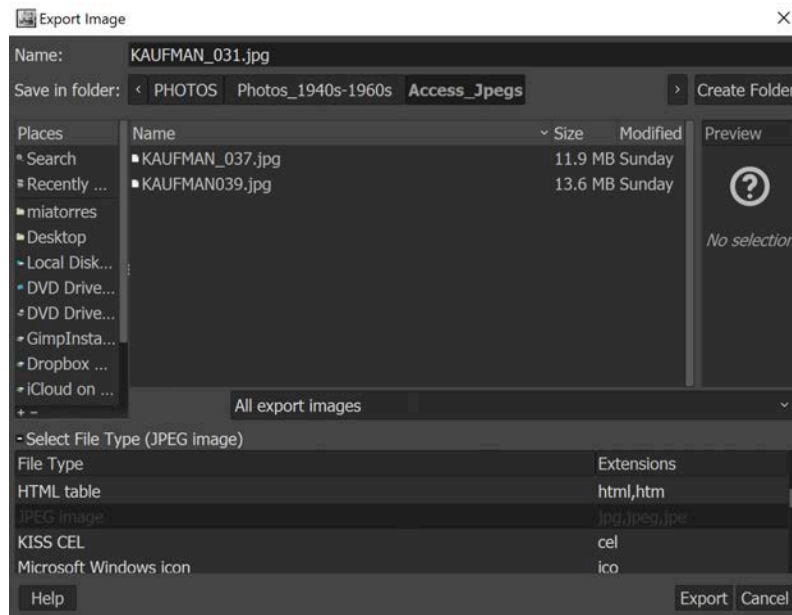 Export Image
Name: KAUFMAN_031.jpg
Save in folder: < PHOTOS Photos_1940s-1960s Access_Jpegs > Create Folder
Places Name Size Modified Preview
Search KAUFMAN_037.jpg 11.9 MB Sunday
Recently ... KAUFMAN039.jpg 13.6 MB Sunday
miatorres
Desktop No selection
Local Disk...
DVD Drive...
DVD Drive...
GimpInsta...
Dropbox ...
iCloud on ...
+ - All export images
- Select File Type (JPEG image)
File Type Extensions
HTML table html,htm
JPEG image jpg,jpeg,jpe
KISS CEL cel
Microsoft Windows icon ico
Help Export Cancel